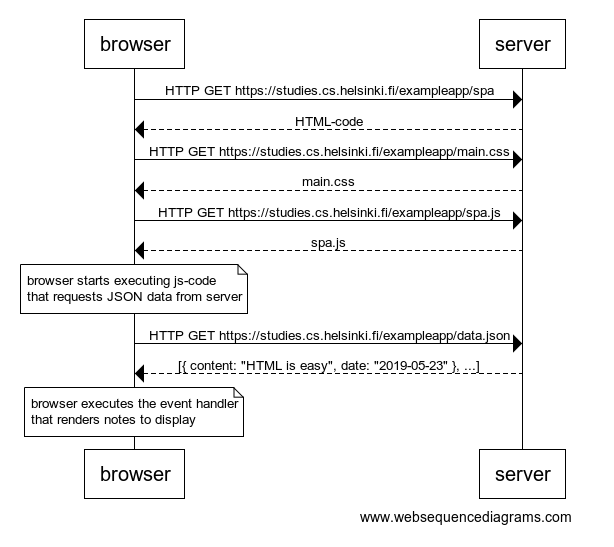 browser
server
HTTP GET https://studies.cs.helsinki.fi/exampleapp/spa
HTML-code
HTTP GET https://studies.cs.helsinki.fi/exampleapp/main.css
main.css
HTTP GET https://studies.cs.helsinki.fi/exampleapp/spa.js
spa.js
browser starts executing js-code
that requests JSON data from server
HTTP GET https://studies.cs.helsinki.fi/exampleapp/data.json
[{ content: "HTML is easy", date: "2019-05-23" }, ...]
browser executes the event handler
that renders notes to display
browser
server
www.websequencediagrams.com